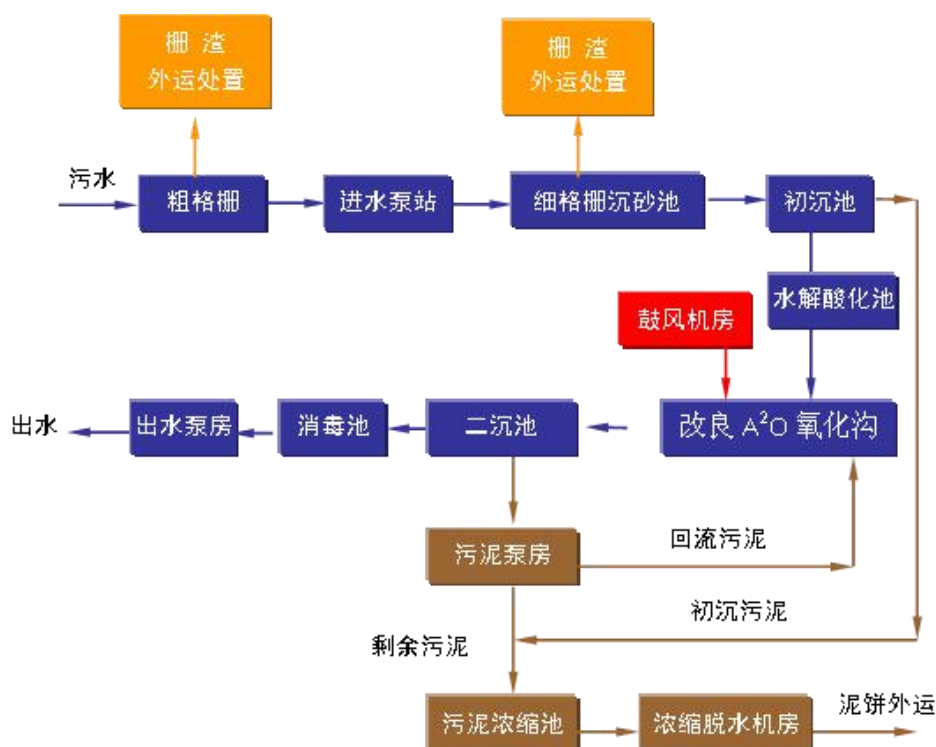 栅 渣
外运处置
栅 渣
外运处置
污水
粗格栅
进水泵站
细格栅沉砂池
初沉池
水解酸化池
鼓风机房
出水
出水泵房
消毒池
二沉池
改良 A²O 氧化沟
污泥泵房
回流污泥
初沉污泥
剩余污泥
污泥浓缩池
浓缩脱水机房
泥饼外运